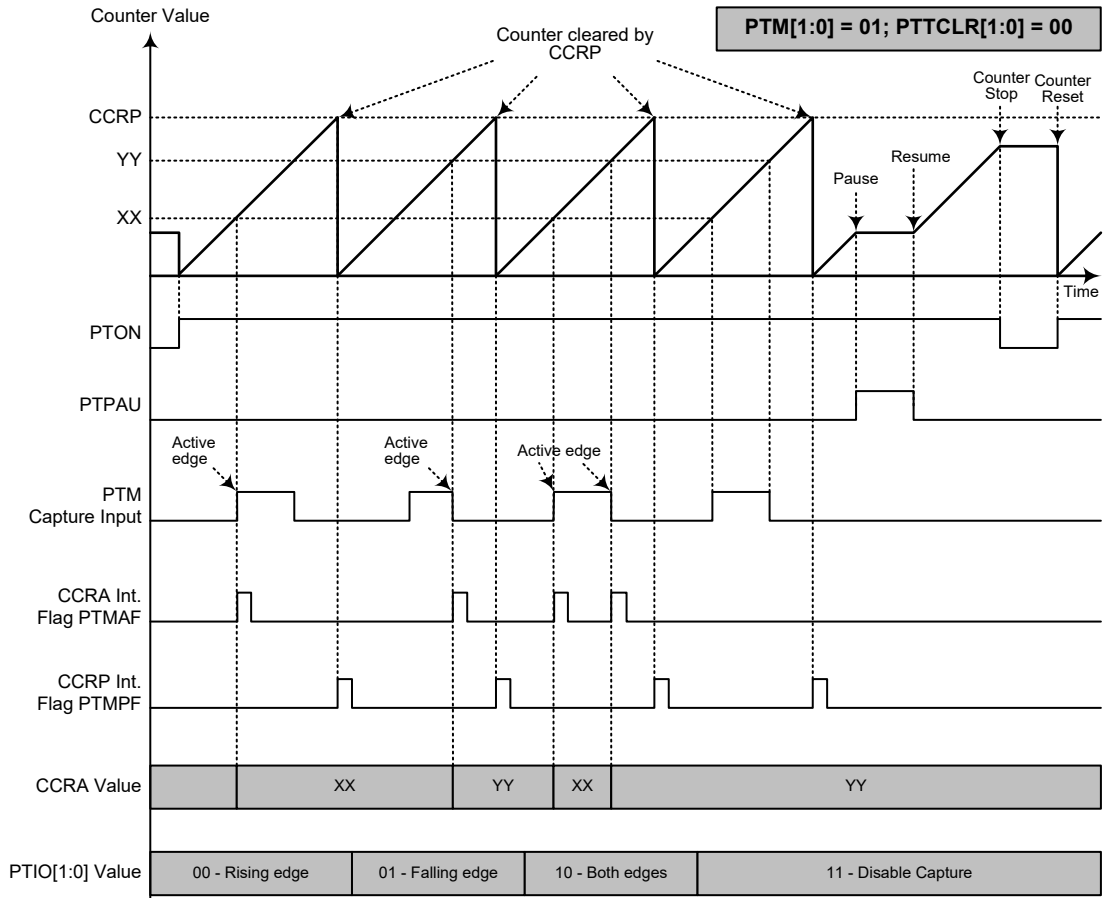 Counter Value
PTM[1:0] = 01; PTTCLR[1:0] = 00
Counter cleared by
CCRP
Counter
Stop
Counter
Reset
CCRP
YY
XX
Pause
Resume
Time
PTON
PTPAU
Active
edge
Active
edge
Active edge
PTM
Capture Input
CCRA Int.
Flag PTMAF
CCRP Int.
Flag PTMPF
CCRA Value
XX
YY
XX
YY
PTIO[1:0] Value
00 - Rising edge
01 - Falling edge
10 - Both edges
11 - Disable Capture